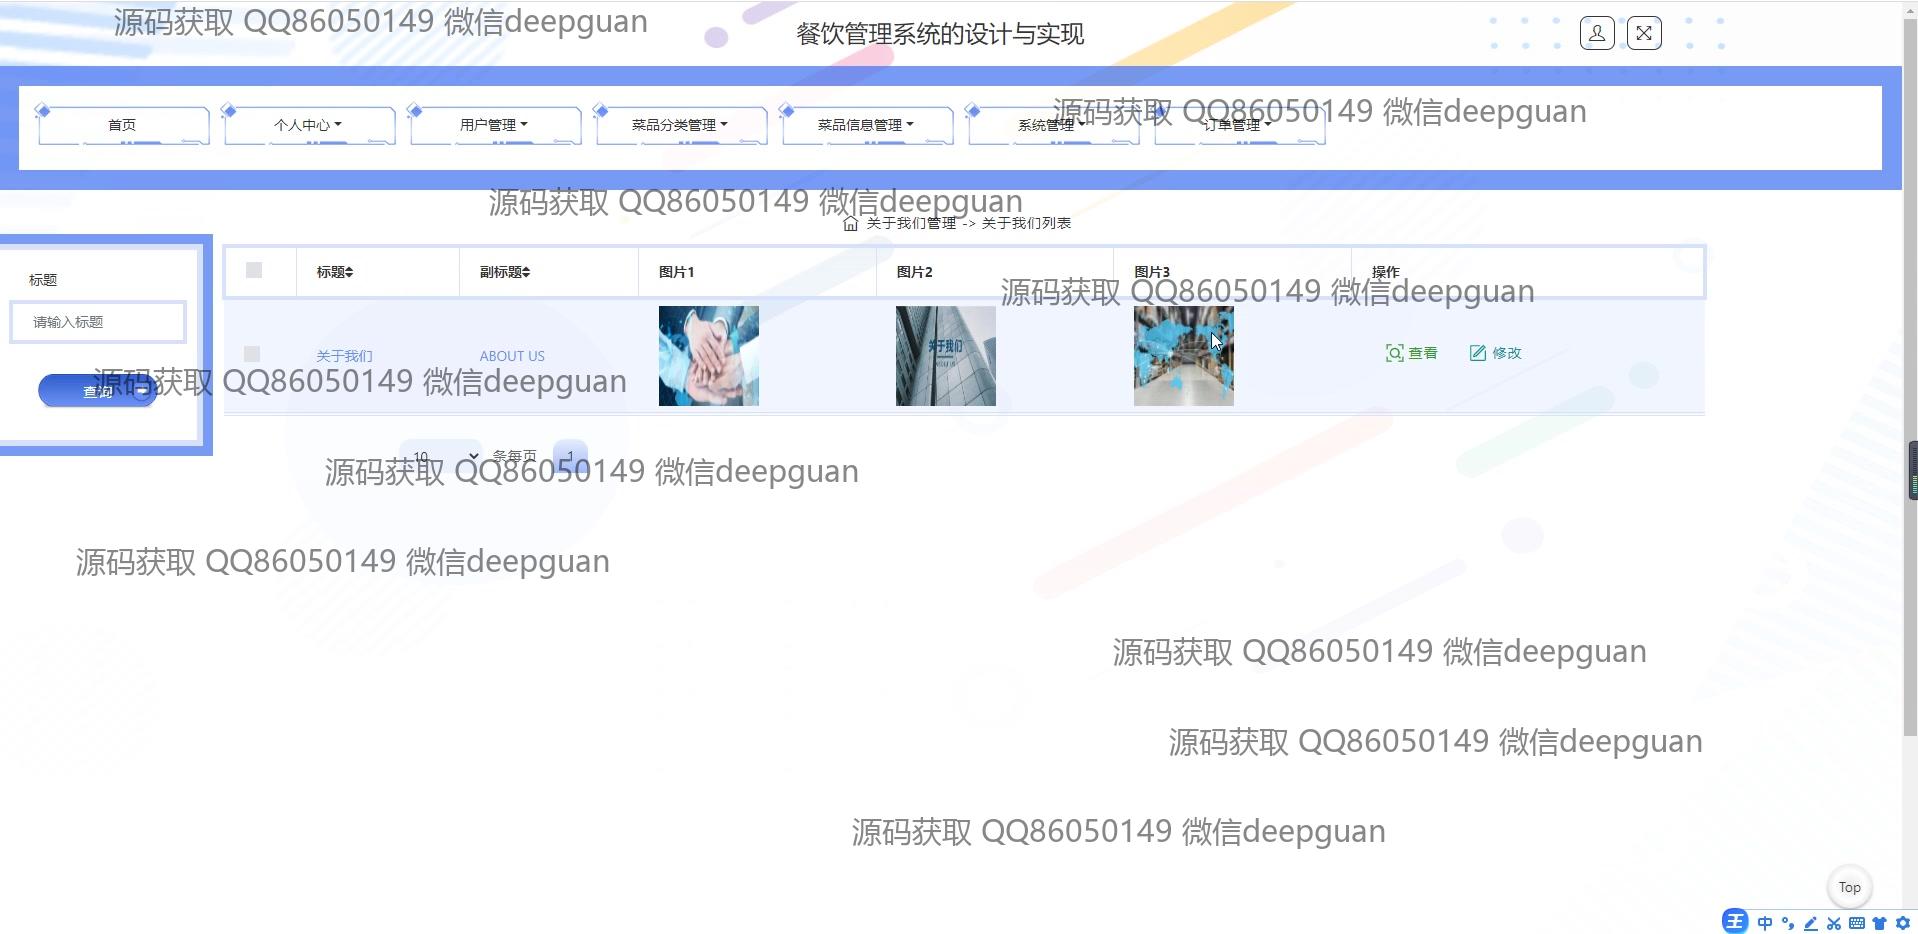 源码获取 QQ86050149 微信deepguan
餐饮管理系统的设计与实现
首页
个人中心
用户管理
菜品分类管理
菜品信息管理
系统管理
订单管理
源码获取 QQ86050149 微信deepguan
源码获取 QQ86050149 微信deepguan
关于我们管理 -> 关于我们列表
标题
请输入标题
查询
标题 副标题 图片1 图片2 图片3 操作
源码获取 QQ86050149 微信deepguan
关于我们 ABOUT US 关于我们 查看 修改
源码获取 QQ86050149 微信deepguan
10 条每页 1
源码获取 QQ86050149 微信deepguan
源码获取 QQ86050149 微信deepguan
源码获取 QQ86050149 微信deepguan
源码获取 QQ86050149 微信deepguan
源码获取 QQ86050149 微信deepguan
Top
王 中